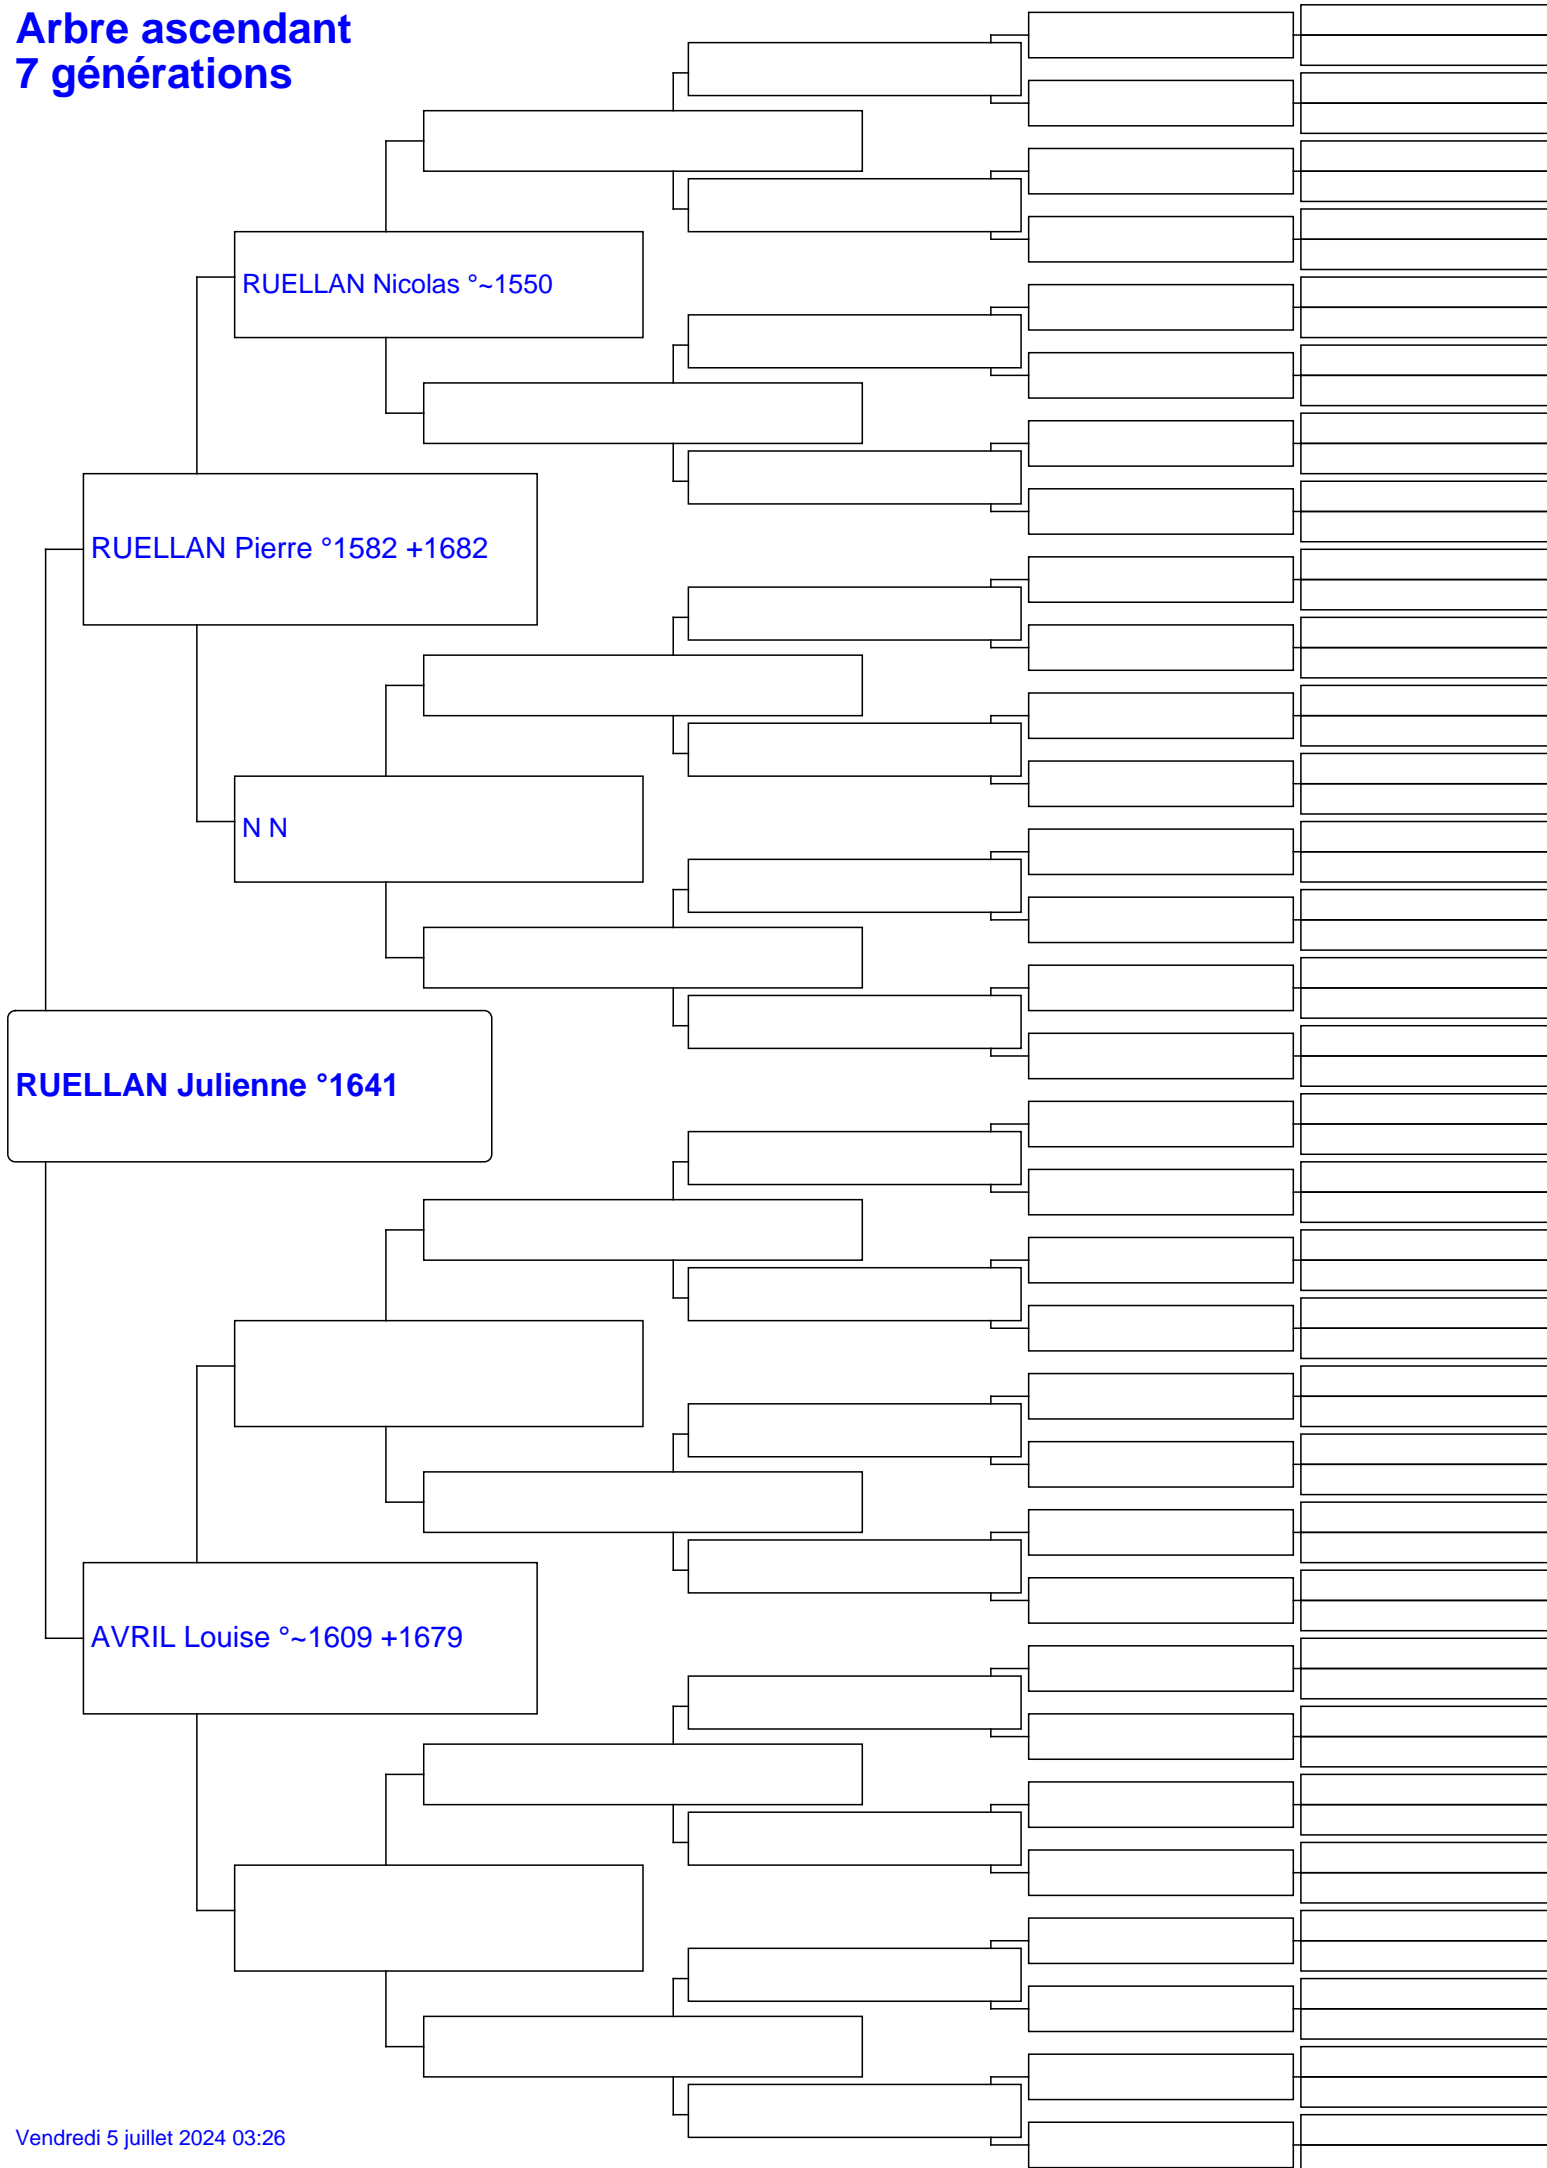 Arbre ascendant
7 générations
RUELLAN Nicolas °~1550
RUELLAN Pierre °1582 +1682
N N
RUELLAN Julienne °1641
AVRIL Louise °~1609 +1679
Vendredi 5 juillet 2024 03:26